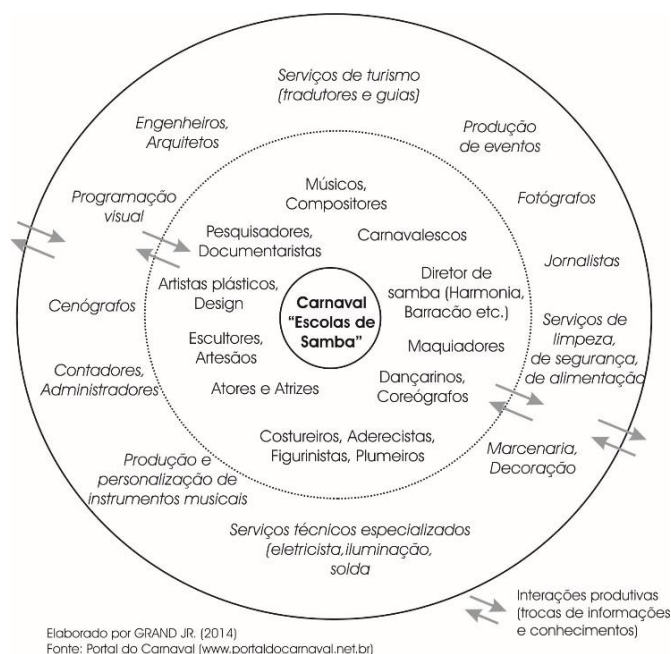 Serviços de turismo
(tradutores e guias)
Engenheiros,
Arquitetos
Produção
de eventos
Programação
visual
Músicos,
Compositores
Fotógrafos
Pesquisadores,
Documentaristas
Carnavalescos
Jornalistas
Artistas plásticos,
Design
Carnaval
"Escolas de
Samba"
Diretor de
samba (Harmonia,
Barracão etc.)
Cenógrafos
Escultores,
Artesãos
Maquiadores
Serviços de
limpeza,
de segurança,
de alimentação
Contadores,
Administradores
Atores e Atrizes
Dançarinos,
Coreógrafos
Costureiros, Aderecistas,
Figurinistas, Plumeiros
Marcenaria,
Decoração
Produção e
personalização de
instrumentos musicais
Serviços técnicos especializados
(eletricista,iluminação,
solda
Interações produtivas
(trocas de informações
e conhecimentos)
Elaborado por GRAND JR. (2014)
Fonte: Portal do Carnaval (www.portaldocarnaval.net.br)